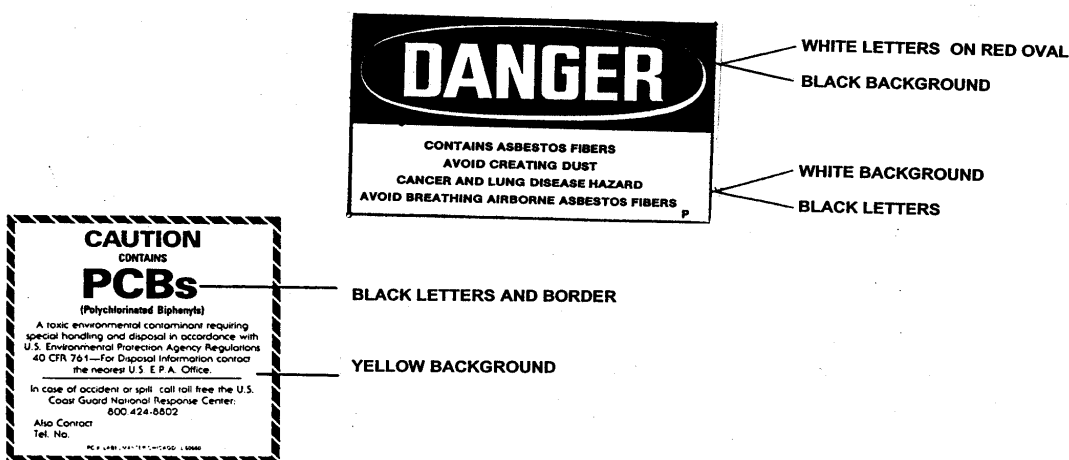 DANGER
CONTAINS ASBESTOS FIBERS
AVOID CREATING DUST
CANCER AND LUNG DISEASE HAZARD
AVOID BREATHING AIRBORNE ASBESTOS FIBERS
P
WHITE LETTERS ON RED OVAL
BLACK BACKGROUND
WHITE BACKGROUND
BLACK LETTERS
CAUTION
CONTAINS
PCBs
(Polychlorinated Biphenyls)
A toxic environmental contaminant requiring
special handling and disposal in accordance with
U.S. Environmental Protection Agency Regulations
40 CFR 761—For Disposal Information contact
the nearest U.S. E.P.A. Office.
In case of accident or spill call toll free the U.S.
Coast Guard National Response Center:
800.424-8802
Also Contact
Tel. No.
BLACK LETTERS AND BORDER
YELLOW BACKGROUND